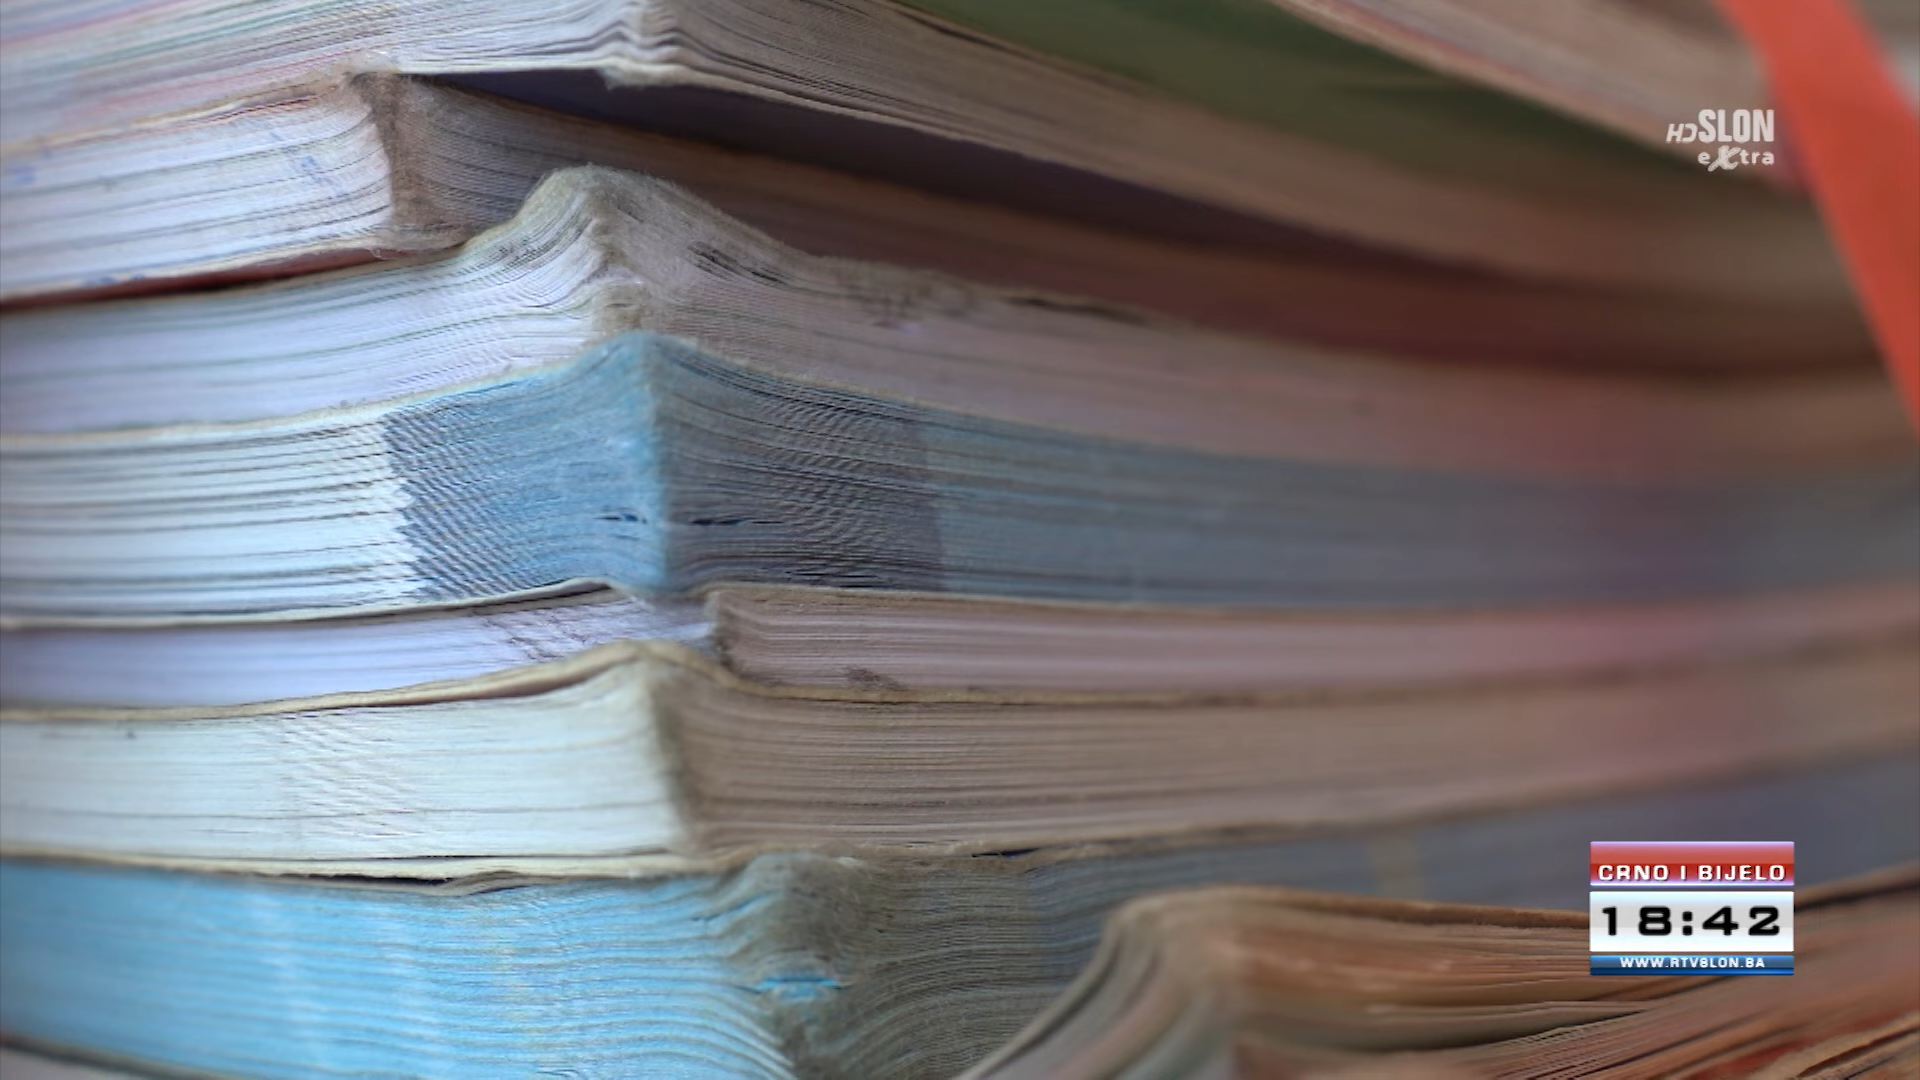 HD SLON
eXtra
CRNO I BIJELO
18:42
WWW.RTVSLON.BA